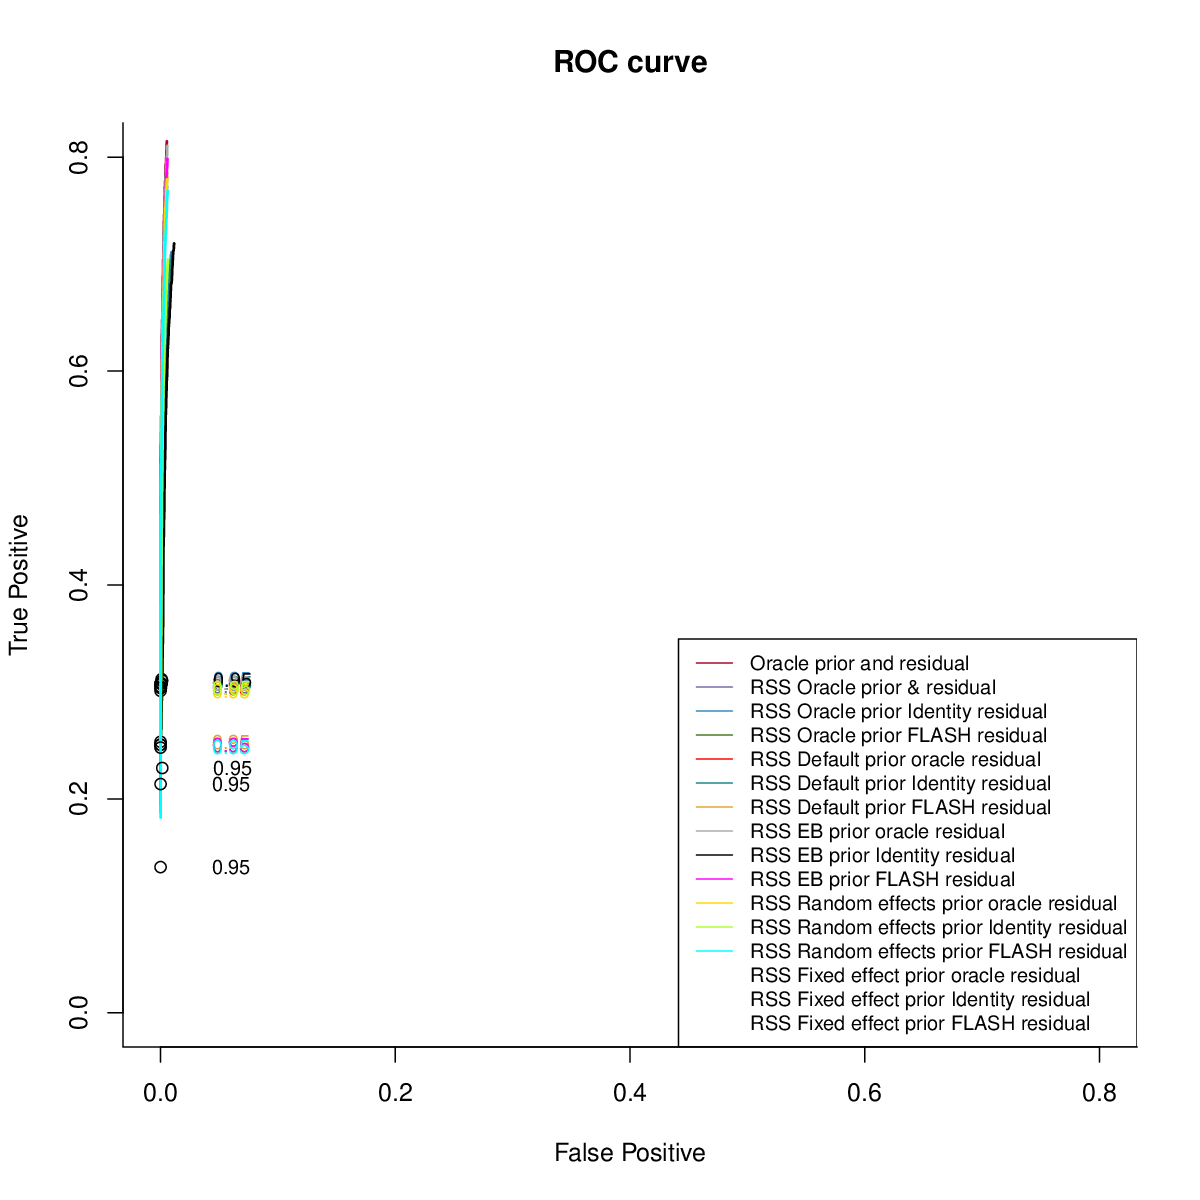 ROC curve
0.8
0.6
0.4
0.2
0.0
True Positive
0.95
0.95
0.95
0.95
0.95
Oracle prior and residual
RSS Oracle prior & residual
RSS Oracle prior Identity residual
RSS Oracle prior FLASH residual
RSS Default prior oracle residual
RSS Default prior Identity residual
RSS Default prior FLASH residual
RSS EB prior oracle residual
RSS EB prior Identity residual
RSS EB prior FLASH residual
RSS Random effects prior oracle residual
RSS Random effects prior Identity residual
RSS Random effects prior FLASH residual
RSS Fixed effect prior oracle residual
RSS Fixed effect prior Identity residual
RSS Fixed effect prior FLASH residual
0.0 0.2 0.4 0.6 0.8
False Positive